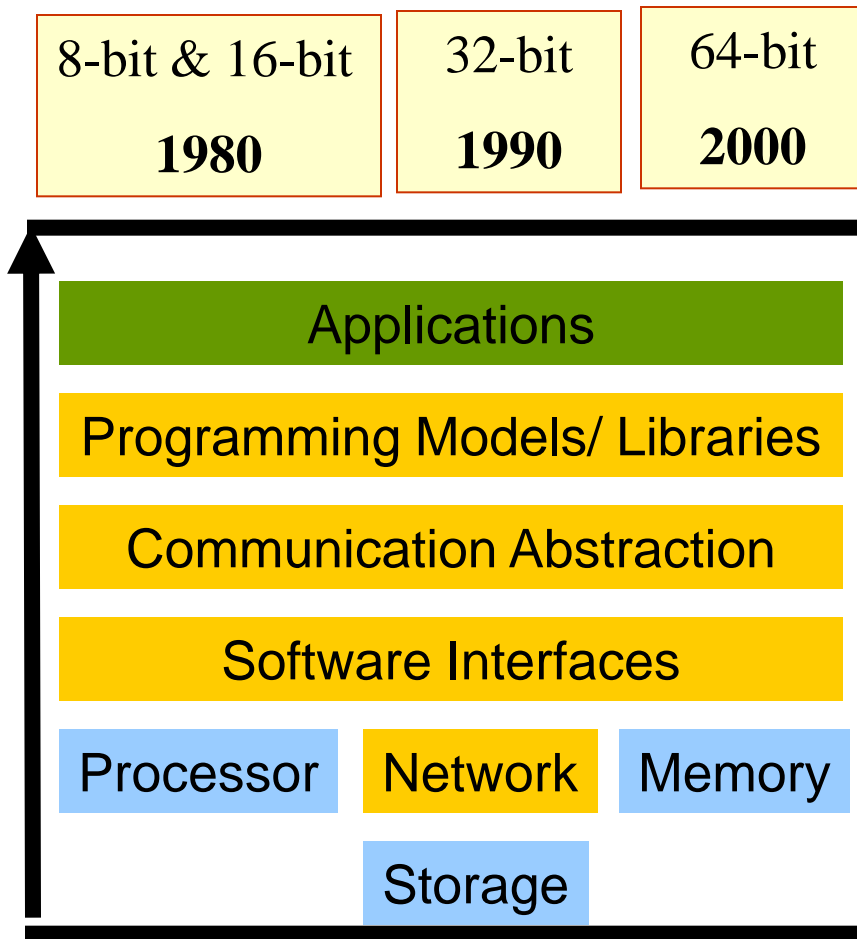 8-bit & 16-bit
1980
32-bit
1990
64-bit
2000
Applications
Programming Models/ Libraries
Communication Abstraction
Software Interfaces
Processor
Network
Memory
Storage